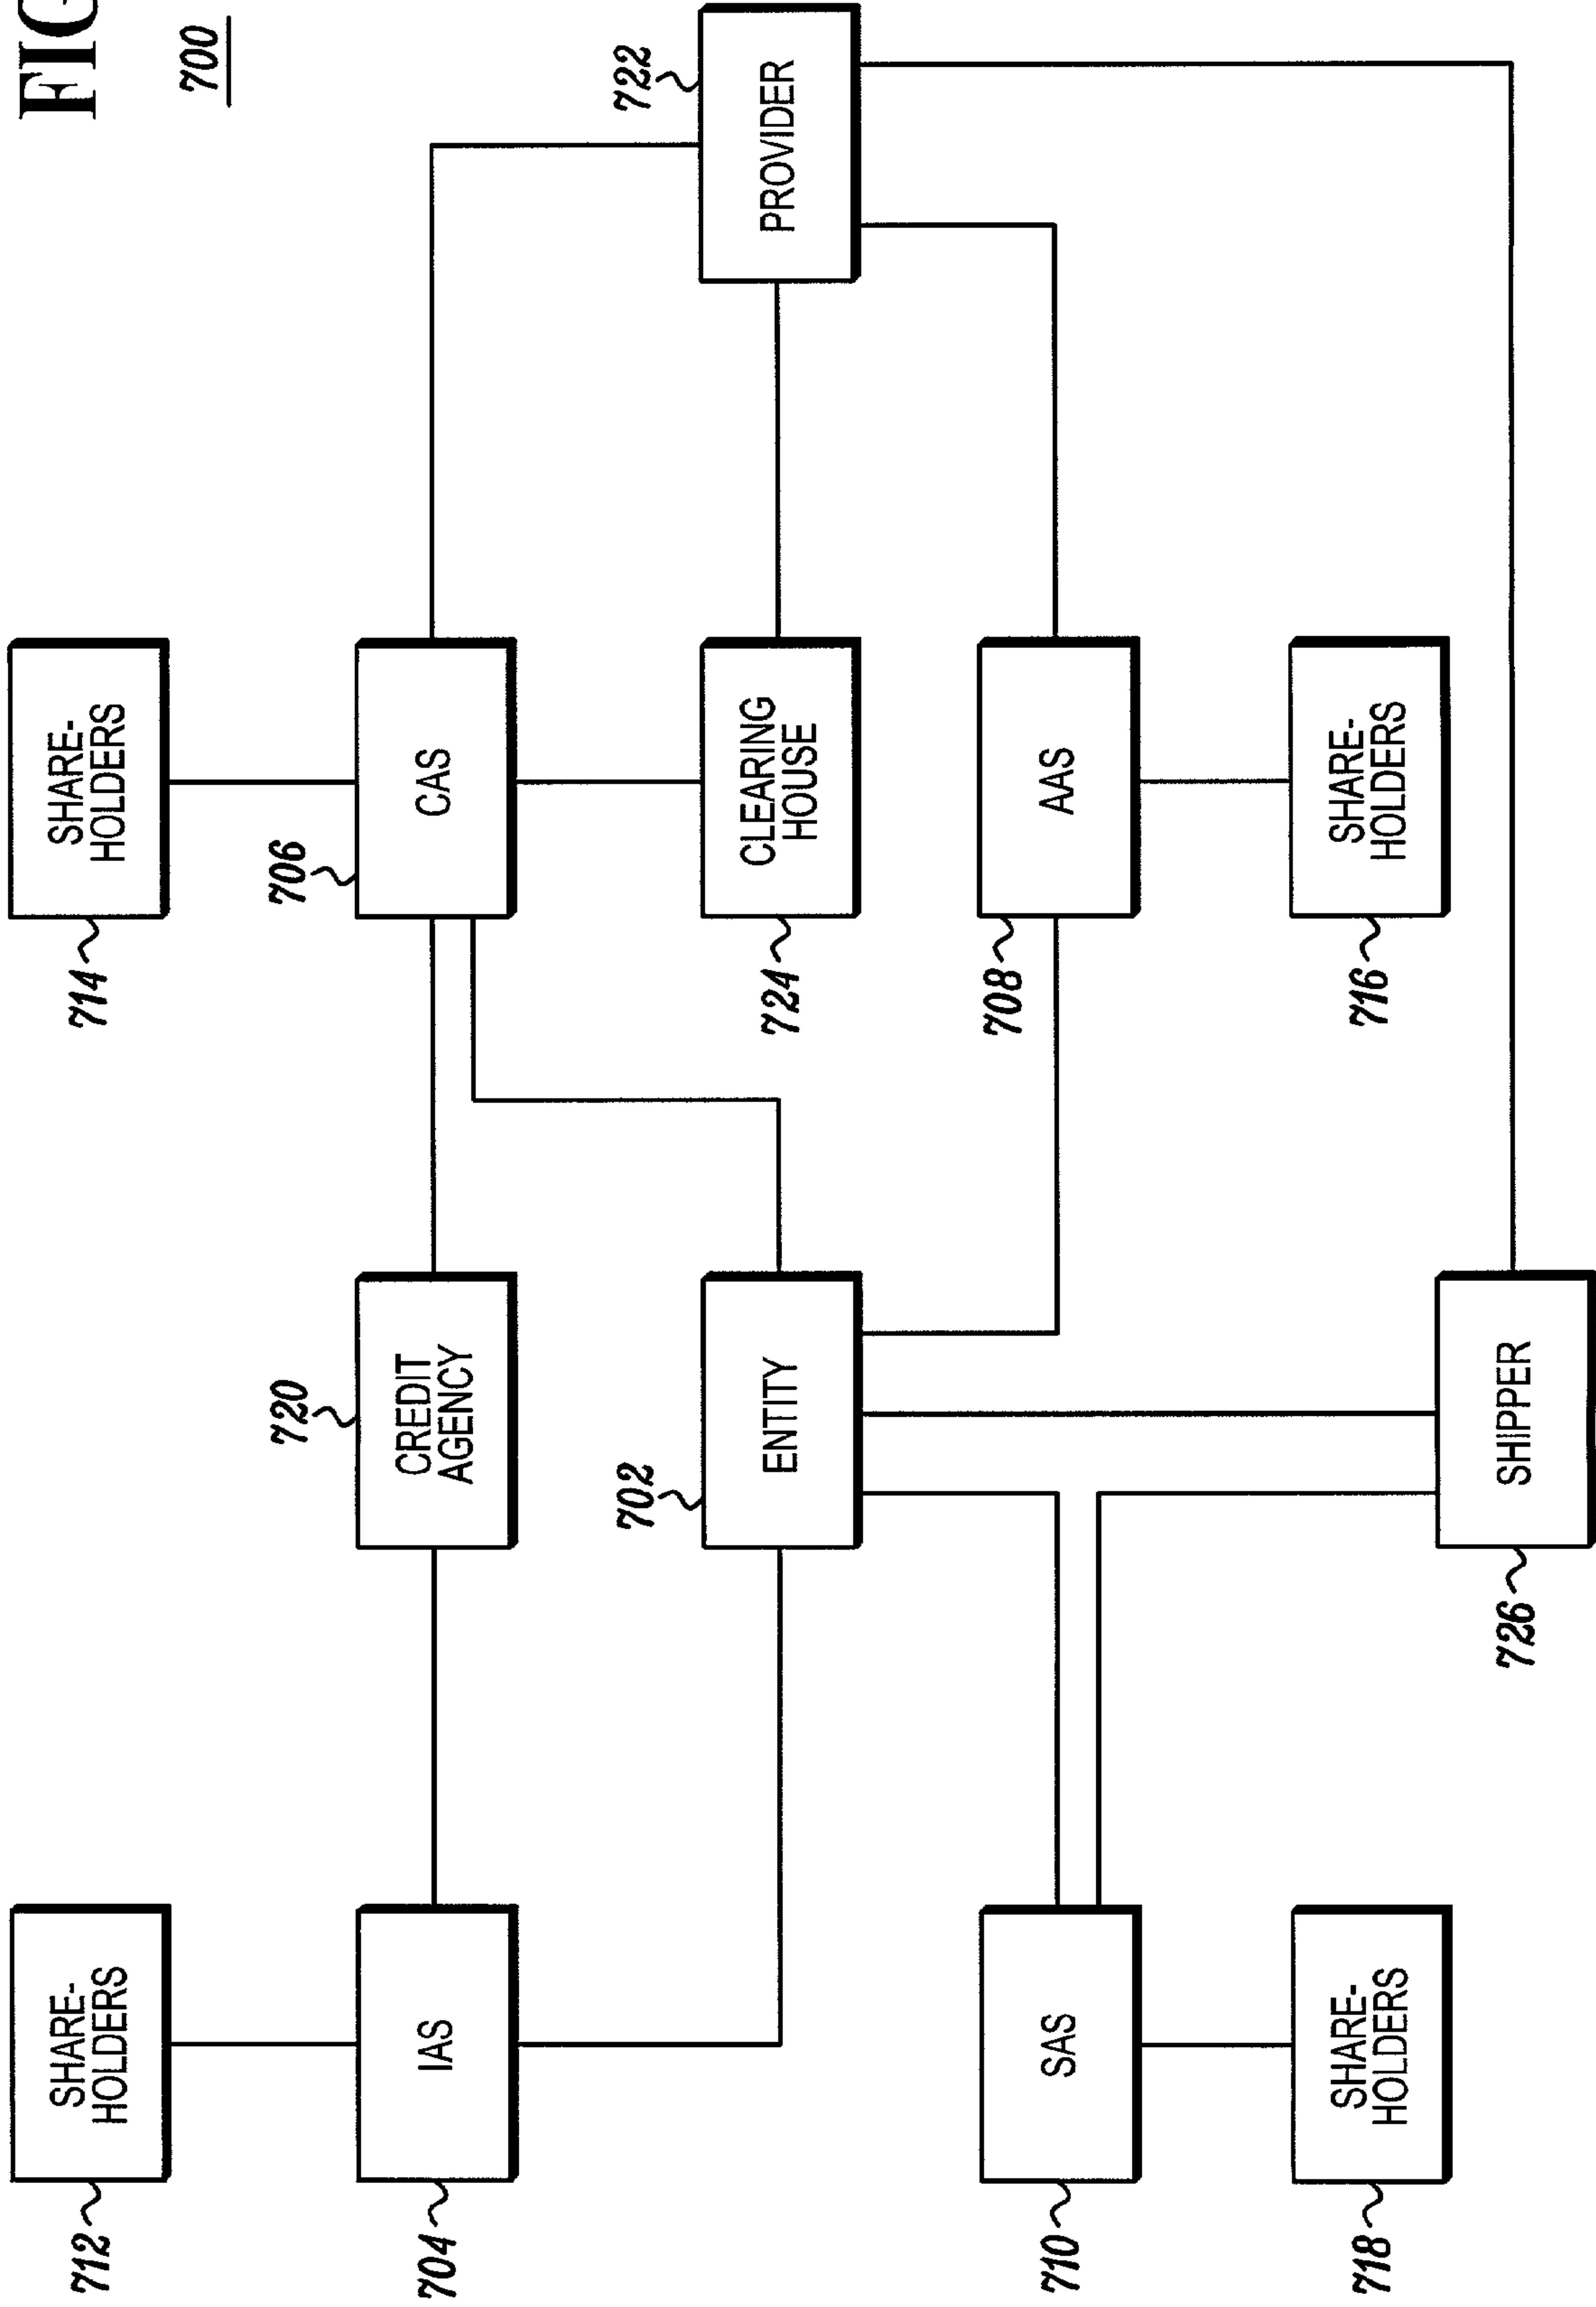 FIG
700
712
SHARE-
HOLDERS
714
SHARE-
HOLDERS
704
IAS
720
CREDIT
AGENCY
706
CAS
702
ENTITY
724
CLEARING
HOUSE
722
PROVIDER
710
SAS
708
AAS
718
SHARE-
HOLDERS
716
SHARE-
HOLDERS
726
SHIPPER